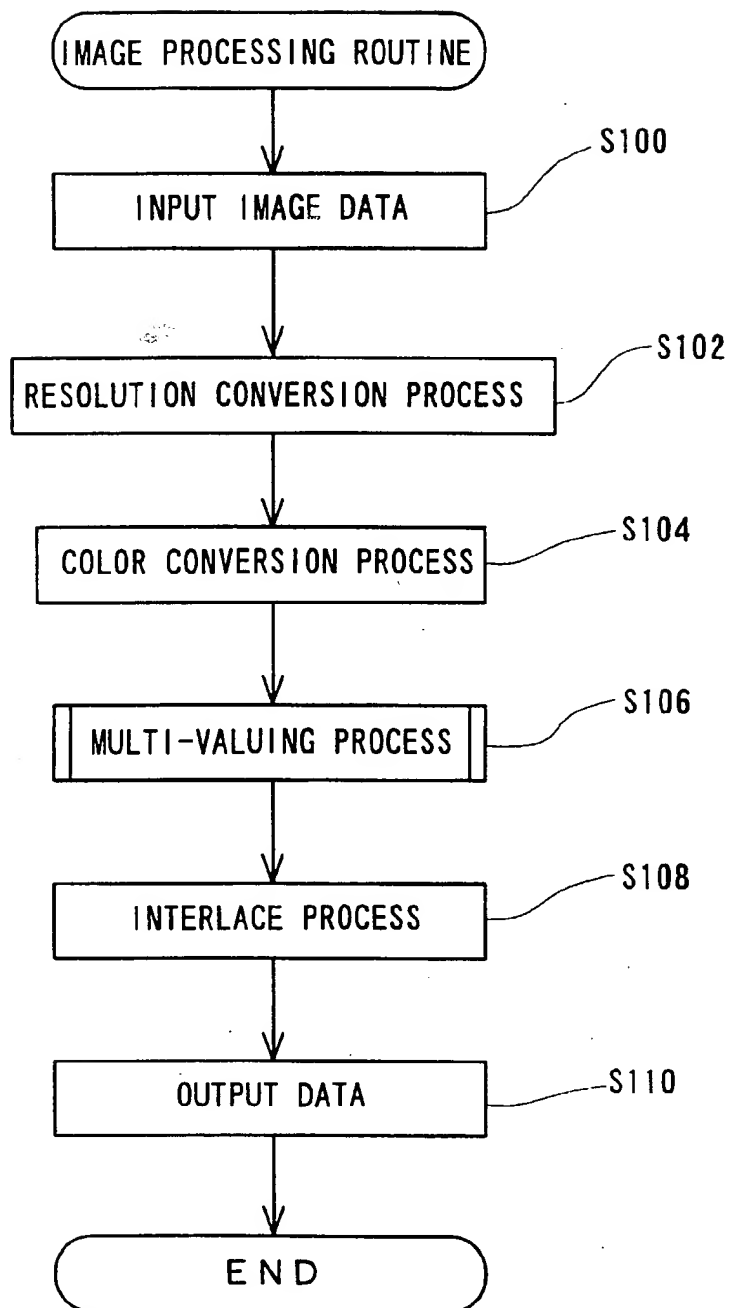 IMAGE PROCESSING ROUTINE
S100
INPUT IMAGE DATA
S102
RESOLUTION CONVERSION PROCESS
S104
COLOR CONVERSION PROCESS
S106
MULTI-VALUING PROCESS
S108
INTERLACE PROCESS
S110
OUTPUT DATA
END